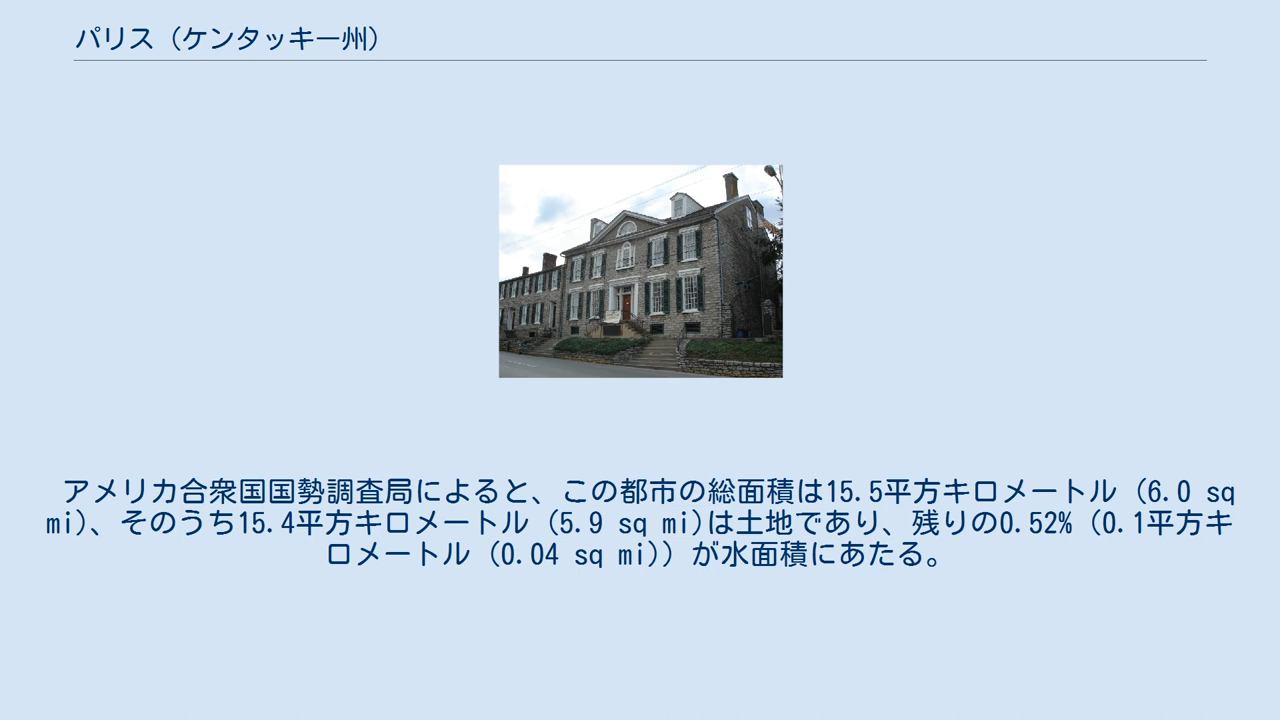 パリス（ケンタッキー州）
アメリカ合衆国国勢調査局によると、この都市の総面積は15.5平方キロメートル (6.0 sq
mi)、そのうち15.4平方キロメートル (5.9 sq mi)は土地であり、残りの0.52%（0.1平方キ
ロメートル (0.04 sq mi)）が水面積にあたる。